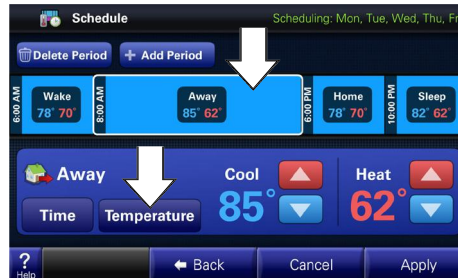 Schedule
Scheduling: Mon, Tue, Wed, Thu, Fr
Delete Period + Add Period
6:00 AM Wake 78° 70° 8:00 AM Away 85° 62° 6:00 PM Home 78° 70° 10:00 PM Sleep 82° 62°
Away Cool 85° Heat 62°
Time Temperature
? Help Back Cancel Apply